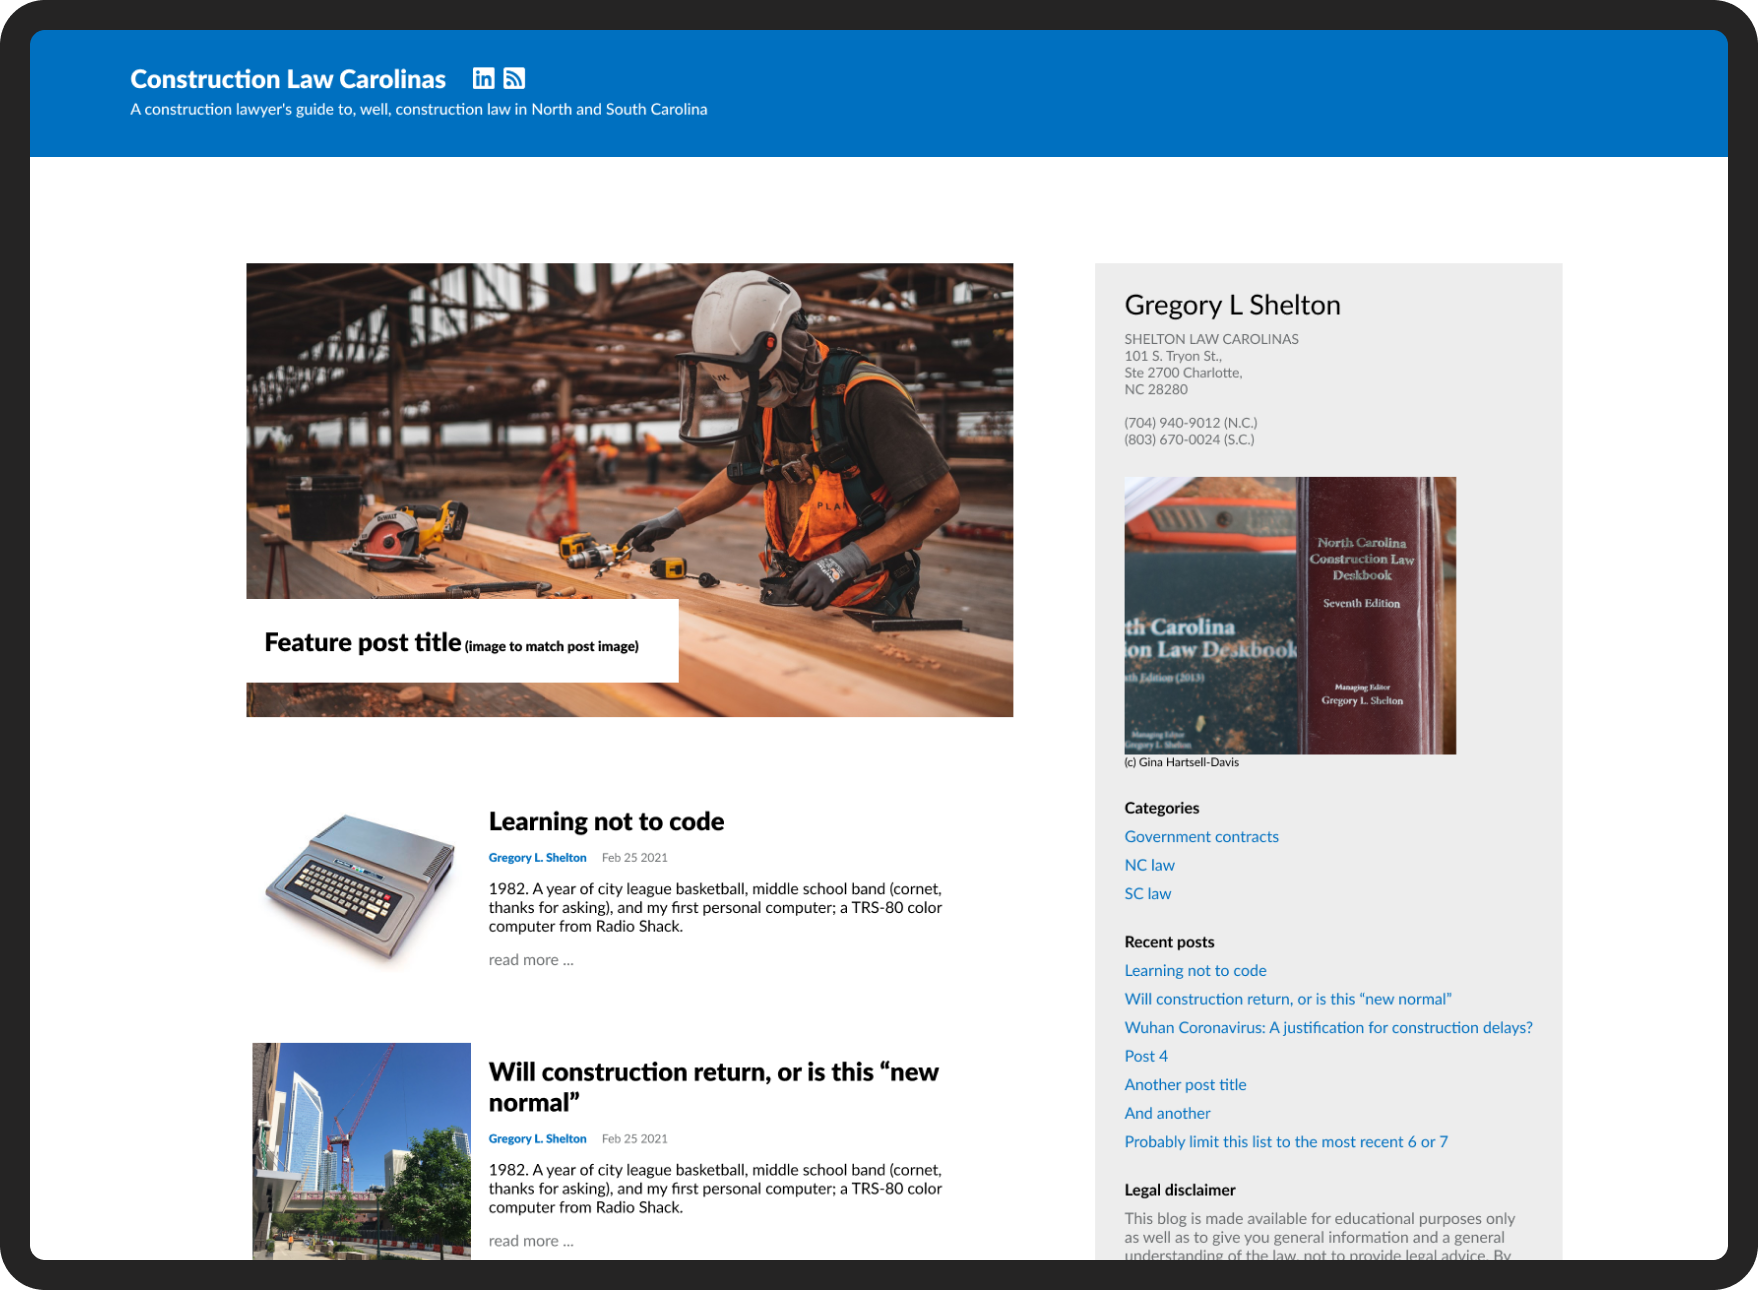 Construction Law Carolinas in
A construction lawyer's guide to, well, construction law in North and South Carolina
PLAN
Feature post title (image to match post image)
Learning not to code
Gregory L. Shelton Feb 25 2021
1982. A year of city league basketball, middle school band (cornet,
thanks for asking), and my first personal computer; a TRS-80 color
computer from Radio Shack.
read more ...
Will construction return, or is this “new
normal”
Gregory L. Shelton Feb 25 2021
1982. A year of city league basketball, middle school band (cornet,
thanks for asking), and my first personal computer; a TRS-80 color
computer from Radio Shack.
read more ...
Gregory L Shelton
SHELTON LAW CAROLINAS
101 S. Tryon St.,
Ste 2700 Charlotte,
NC 28280
(704) 940-9012 (N.C.)
(803) 670-0024 (S.C.)
North Carolina
Construction Law
Deskbook
Seventh Edition
Managing Editor
Gregory L. Shelton
th Carolina
ion Law Deskbook
th Edition (2013)
Managing Editor
Gregory L. Shelton
(c) Gina Hartsell-Davis
Categories
Government contracts
NC law
SC law
Recent posts
Learning not to code
Will construction return, or is this “new normal”
Wuhan Coronavirus: A justification for construction delays?
Post 4
Another post title
And another
Probably limit this list to the most recent 6 or 7
Legal disclaimer
This blog is made available for educational purposes only
as well as to give you general information and a general
understanding of the law, not to provide legal advice. By